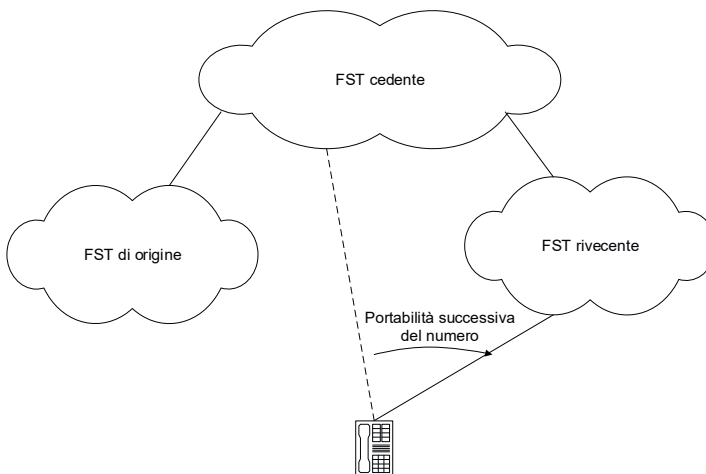 FST cedente
FST di origine
FST rivecente
Portabilità successiva
del numero